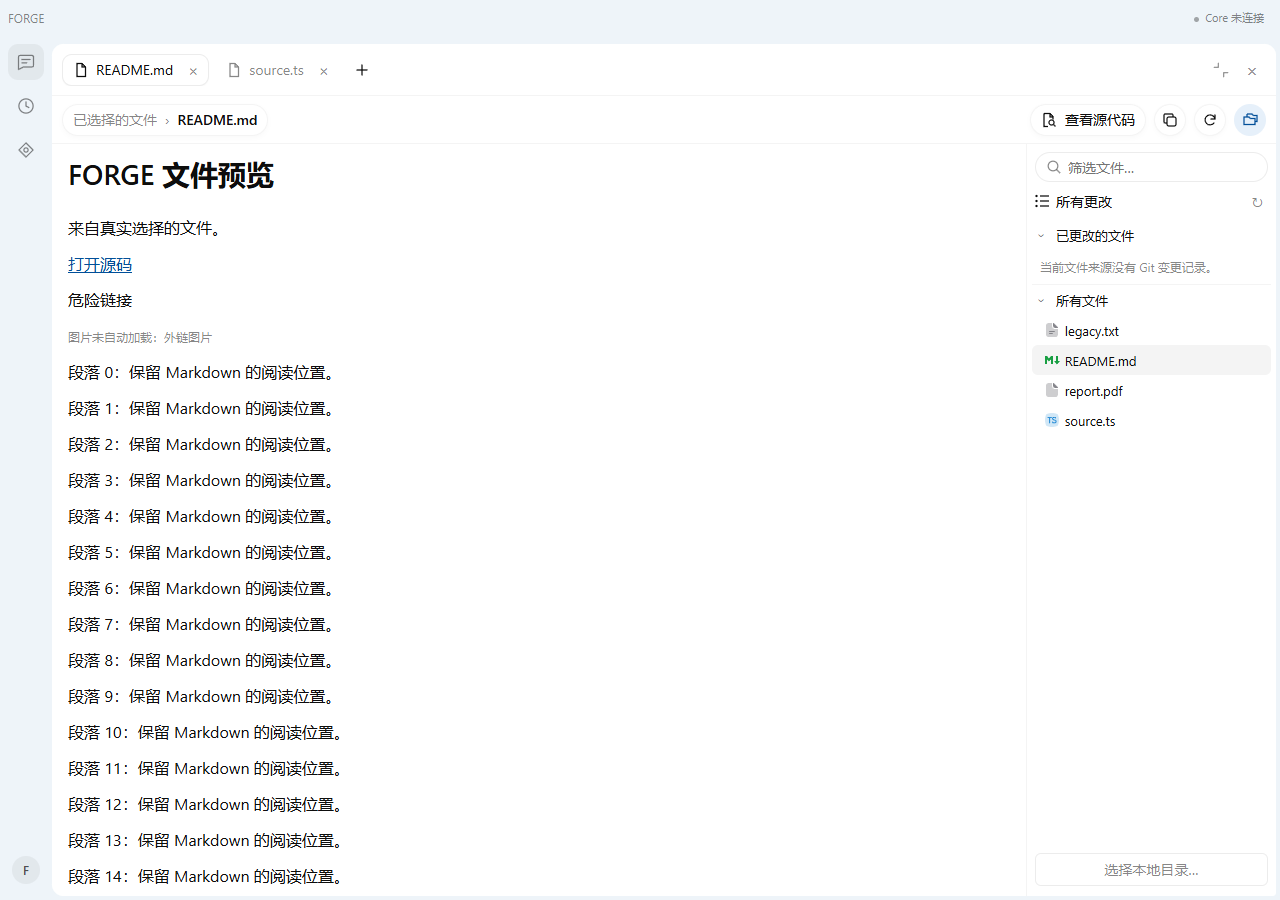 FORGE
Core 未连接
README.md
source.ts
已选择的文件 › README.md
查看源代码
FORGE 文件预览
来自真实选择的文件。
打开源码
危险链接
图片未自动加载：外链图片
段落 0：保留 Markdown 的阅读位置。
段落 1：保留 Markdown 的阅读位置。
段落 2：保留 Markdown 的阅读位置。
段落 3：保留 Markdown 的阅读位置。
段落 4：保留 Markdown 的阅读位置。
段落 5：保留 Markdown 的阅读位置。
段落 6：保留 Markdown 的阅读位置。
段落 7：保留 Markdown 的阅读位置。
段落 8：保留 Markdown 的阅读位置。
段落 9：保留 Markdown 的阅读位置。
段落 10：保留 Markdown 的阅读位置。
段落 11：保留 Markdown 的阅读位置。
段落 12：保留 Markdown 的阅读位置。
段落 13：保留 Markdown 的阅读位置。
段落 14：保留 Markdown 的阅读位置。
筛选文件...
所有更改
已更改的文件
当前文件来源没有 Git 变更记录。
所有文件
legacy.txt
M↓ README.md
report.pdf
TS source.ts
选择本地目录...
F